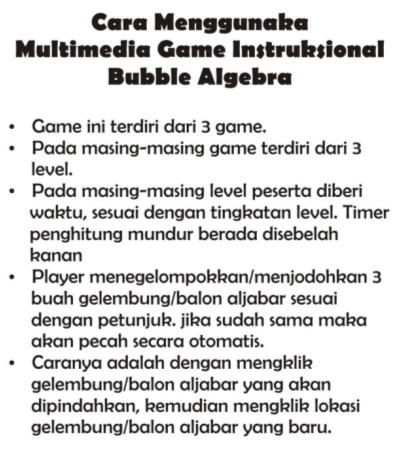 Cara Menggunaka
Multimedia Game Instruksional
Bubble Algebra
• Game ini terdiri dari 3 game.
• Pada masing-masing game terdiri dari 3
level.
• Pada masing-masing level peserta diberi
waktu, sesuai dengan tingkatan level. Timer
penghitung mundur berada disebelah
kanan
• Player menegelompokkan/menjodohkan 3
buah gelembung/balon aljabar sesuai
dengan petunjuk. jika sudah sama maka
akan pecah secara otomatis.
• Caranya adalah dengan mengklik
gelembung/balon aljabar yang akan
dipindahkan, kemudian mengklik lokasi
gelembung/balon aljabar yang baru.